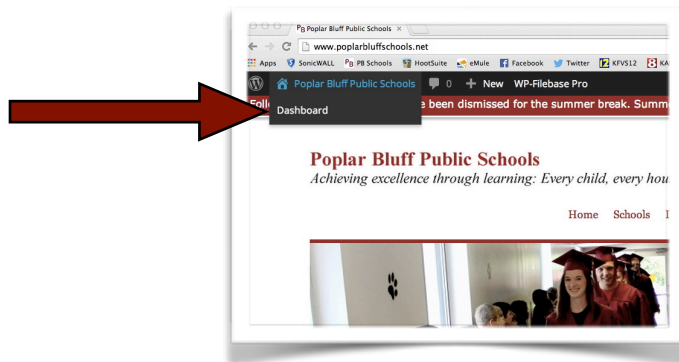 PB Poplar Bluff Public Schools ×
www.poplarbluffschools.net
Apps SonicWALL PB PB Schools HootSuite eMule Facebook Twitter KFVS12
Poplar Bluff Public Schools 0 + New WP-Filebase Pro
been dismissed for the summer break.
Dashboard
Poplar Bluff Public Schools
Achieving excellence through learning: Every child, every
Home Schools